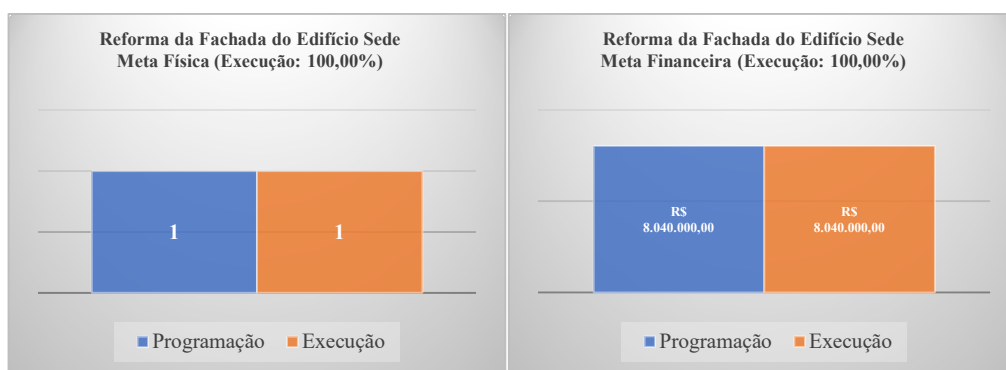 Reforma da Fachada do Edifício Sede
Meta Física (Execução: 100,00%)
1
1
Programação
Execução
Reforma da Fachada do Edifício Sede
Meta Financeira (Execução: 100,00%)
R$
8.040.000,00
R$
8.040.000,00
Programação
Execução